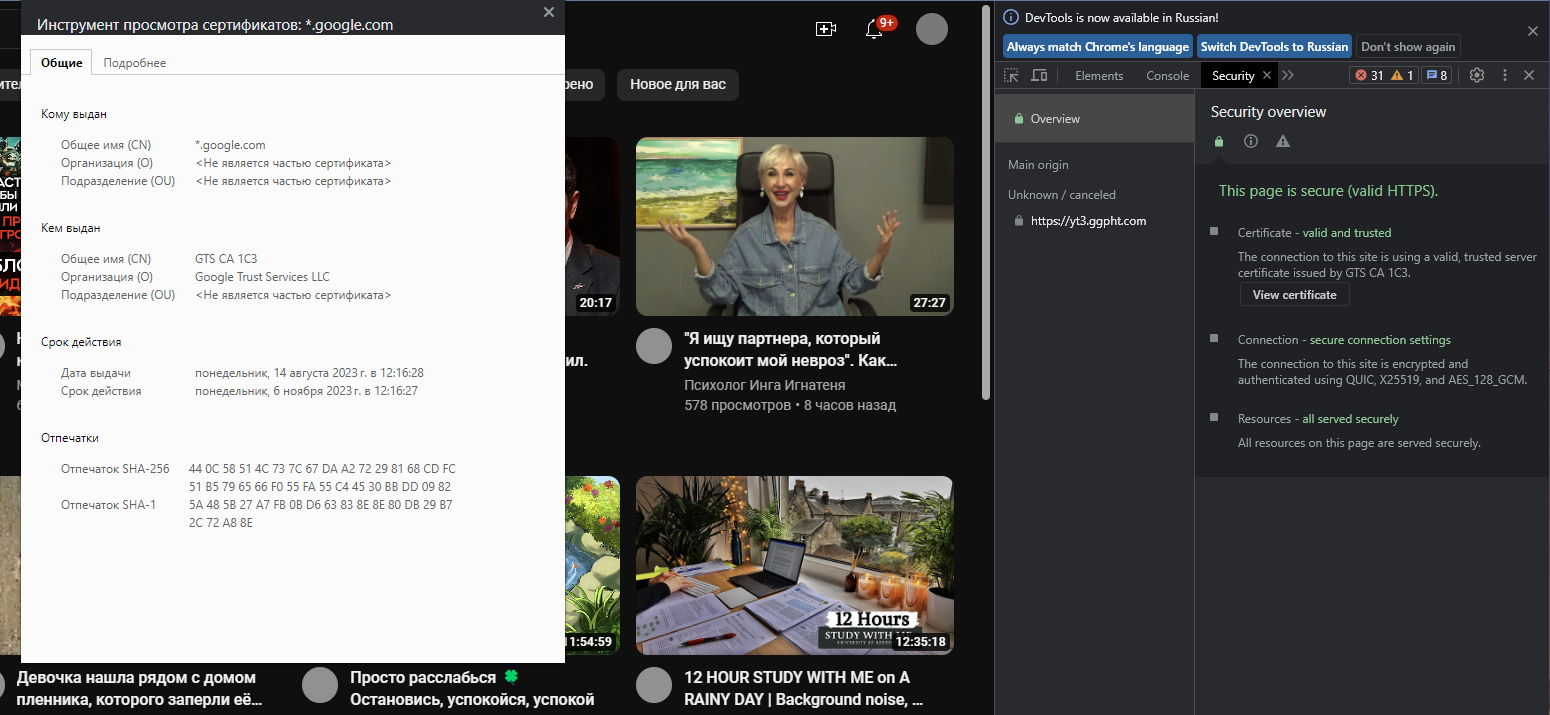 Инструмент просмотра сертификатов: *.google.com
Общие
Подробнее
Кому выдан
Общее имя (CN) *.google.com
Организация (O) <Не является частью сертификата>
Подразделение (OU) <Не является частью сертификата>
Кем выдан
Общее имя (CN) GTS CA 1C3
Организация (O) Google Trust Services LLC
Подразделение (OU) <Не является частью сертификата>
Срок действия
Дата выдачи понедельник, 14 августа 2023 г. в 12:16:28
Срок действия понедельник, 6 ноября 2023 г. в 12:16:27
Отпечатки
Отпечаток SHA-256 44 0C 58 51 4C 73 7C 67 DA A2 72 29 81 68 CD FC
51 B5 79 65 66 F0 55 FA 55 C4 45 30 BB DD 09 82
Отпечаток SHA-1 5A 48 5B 27 A7 FB 0B D6 63 83 8E 8E 80 DB 29 B7
2C 72 A8 8E
9+
Новое для вас
20:17
27:27
"Я ищу партнера, который
успокоит мой невроз". Как...
Психолог Инга Игнатеня
578 просмотров • 8 часов назад
11:54:59
12 Hours
STUDY WITH ME
12:35:18
Девочка нашла рядом с домом
пленника, которого заперли её...
Просто расслабься
Остановись, успокойся, успокой
12 HOUR STUDY WITH ME on A
RAINY DAY | Background noise, ...
DevTools is now available in Russian!
Always match Chrome's language
Switch DevTools to Russian
Don't show again
Elements
Console
Security
31
1
8
Overview
Main origin
Unknown / canceled
https://yt3.ggpht.com
Security overview
This page is secure (valid HTTPS).
Certificate - valid and trusted
The connection to this site is using a valid, trusted server
certificate issued by GTS CA 1C3.
View certificate
Connection - secure connection settings
The connection to this site is encrypted and
authenticated using QUIC, X25519, and AES_128_GCM.
Resources - all served securely
All resources on this page are served securely.